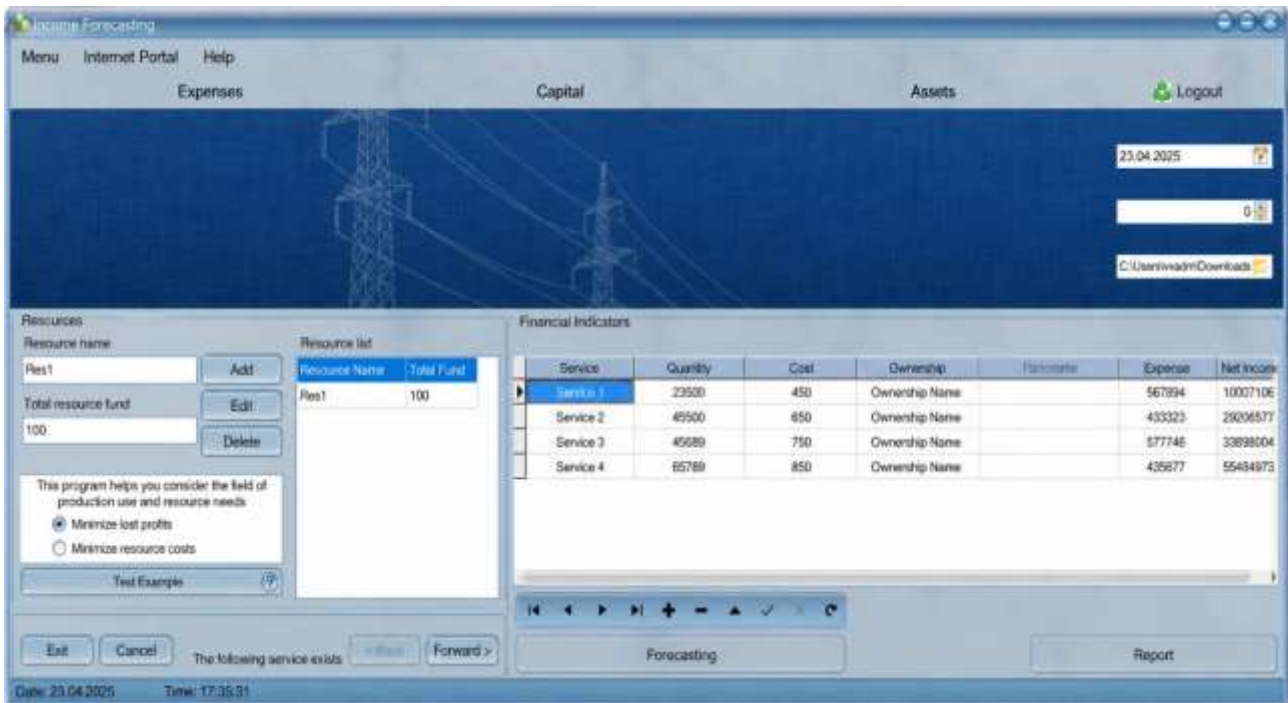 Income Forecasting
Menu Internet Portal Help
Expenses Capital Assets Logout
23.04.2025
0
Resources
Resource name
Res1
Add
Total resource fund
Edit
100
Delete
This program helps you consider the field of
production use and resource needs
Minimize lost profits
Minimize resource costs
Test Example
Resource list
Resource Name Total Fund
Res1 100
Financial Indicators
Service Quantity Cost Ownership Expense Net Incom
Service 1 23500 450 Ownership Name 567894 10007106
Service 2 45500 650 Ownership Name 433323 29206577
Service 3 45689 750 Ownership Name 577746 33898004
Service 4 65789 850 Ownership Name 435677 55484973
Exit Cancel The following service exists Forward >
Forecasting Report
Date: 23.04.2025 Time: 17:35:31